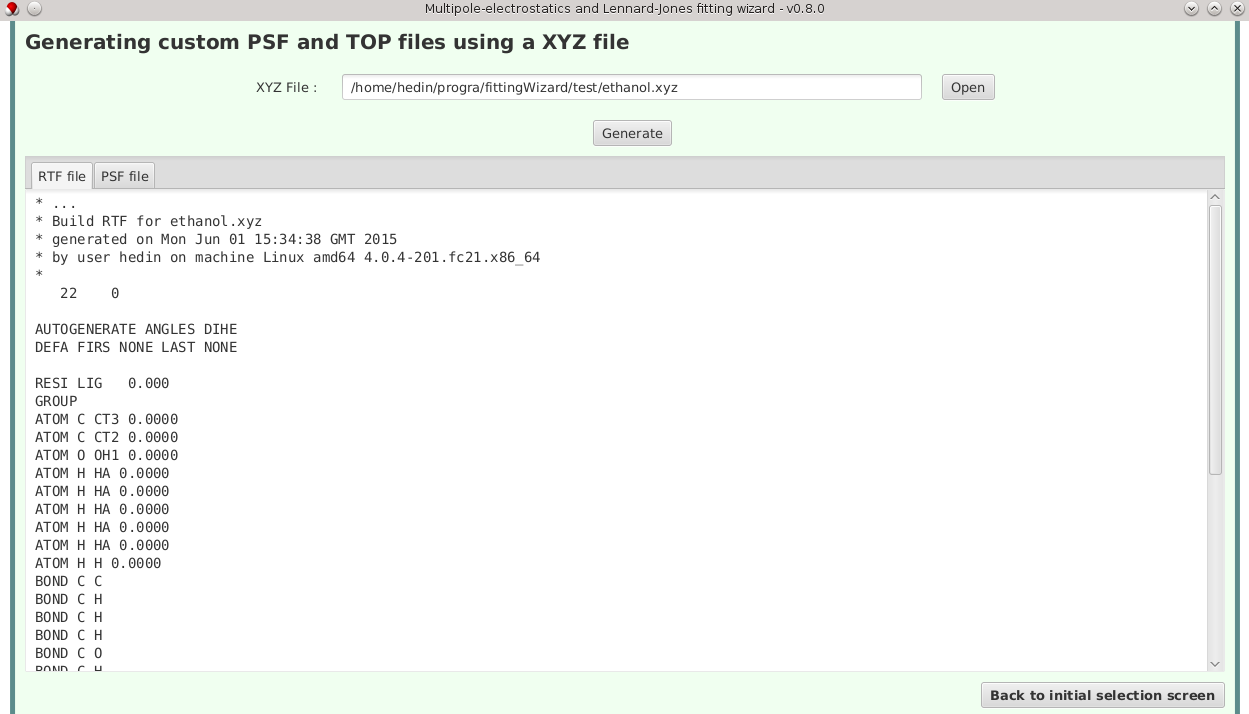 Multipole-electrostatics and Lennard-Jones fitting wizard - v0.8.0
Generating custom PSF and TOP files using a XYZ file
XYZ File : /home/hedin/progra/fittingWizard/test/ethanol.xyz Open
Generate
RTF file PSF file
* ...
* Build RTF for ethanol.xyz
* generated on Mon Jun 01 15:34:38 GMT 2015
* by user hedin on machine Linux amd64 4.0.4-201.fc21.x86_64
*
   22    0
AUTOGENERATE ANGLES DIHE
DEFA FIRS NONE LAST NONE
RESI LIG   0.000
GROUP
ATOM C CT3 0.0000
ATOM C CT2 0.0000
ATOM O OH1 0.0000
ATOM H HA 0.0000
ATOM H HA 0.0000
ATOM H HA 0.0000
ATOM H HA 0.0000
ATOM H HA 0.0000
ATOM H H 0.0000
BOND C C
BOND C H
BOND C H
BOND C H
BOND C O
BOND C H
Back to initial selection screen